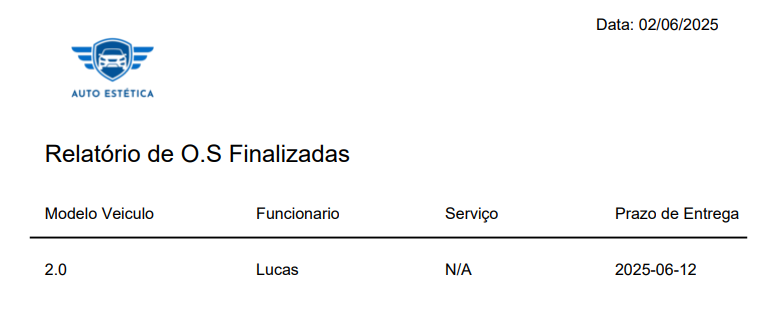 Data: 02/06/2025
AUTO ESTÉTICA
Relatório de O.S Finalizadas
Modelo Veiculo Funcionario Serviço Prazo de Entrega
2.0 Lucas N/A 2025-06-12